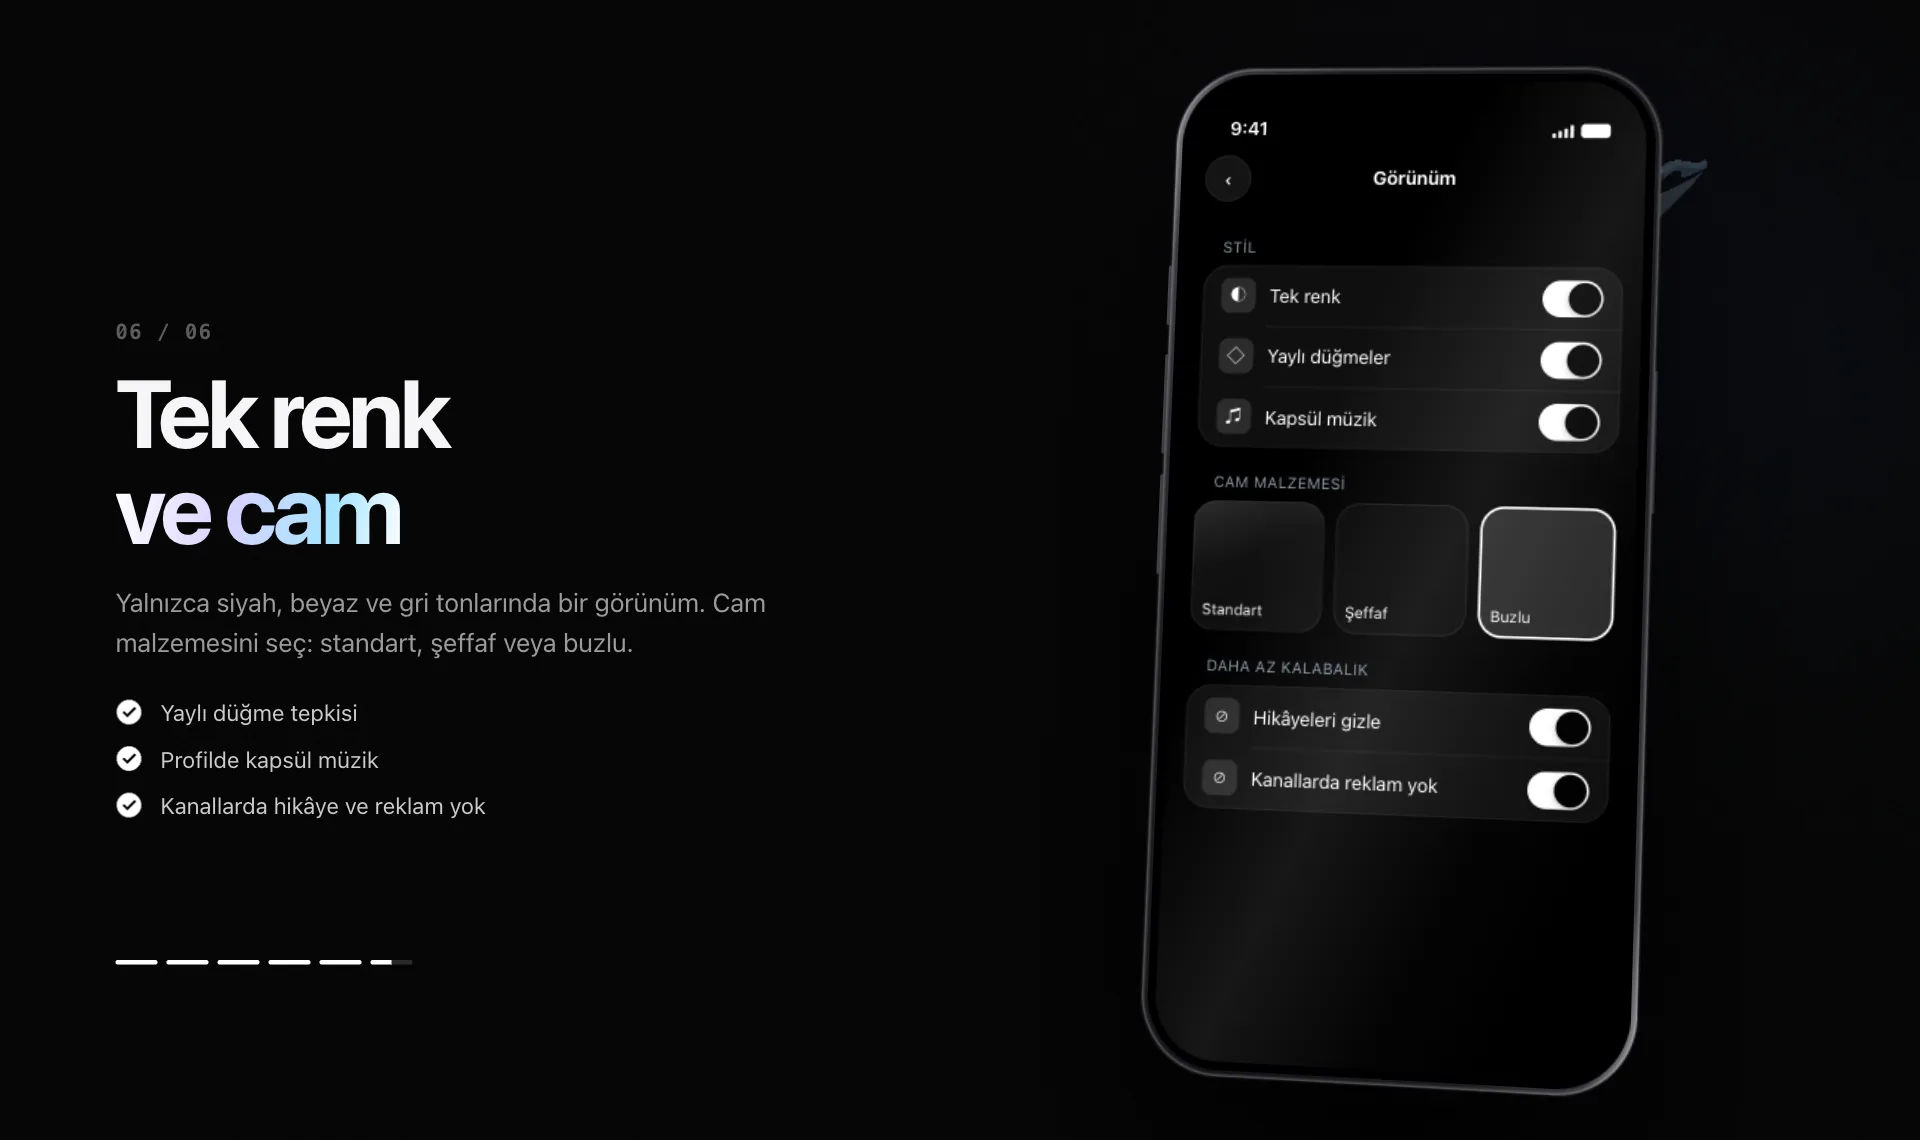 06 / 06
Tek renk
ve cam
Yalnızca siyah, beyaz ve gri tonlarında bir görünüm. Cam
malzemesini seç: standart, şeffaf veya buzlu.
Yaylı düğme tepkisi
Profilde kapsül müzik
Kanallarda hikâye ve reklam yok
9:41
Görünüm
STİL
Tek renk
Yaylı düğmeler
Kapsül müzik
CAM MALZEMESİ
Standart
Şeffaf
Buzlu
DAHA AZ KALABALIK
Hikâyeleri gizle
Kanallarda reklam yok